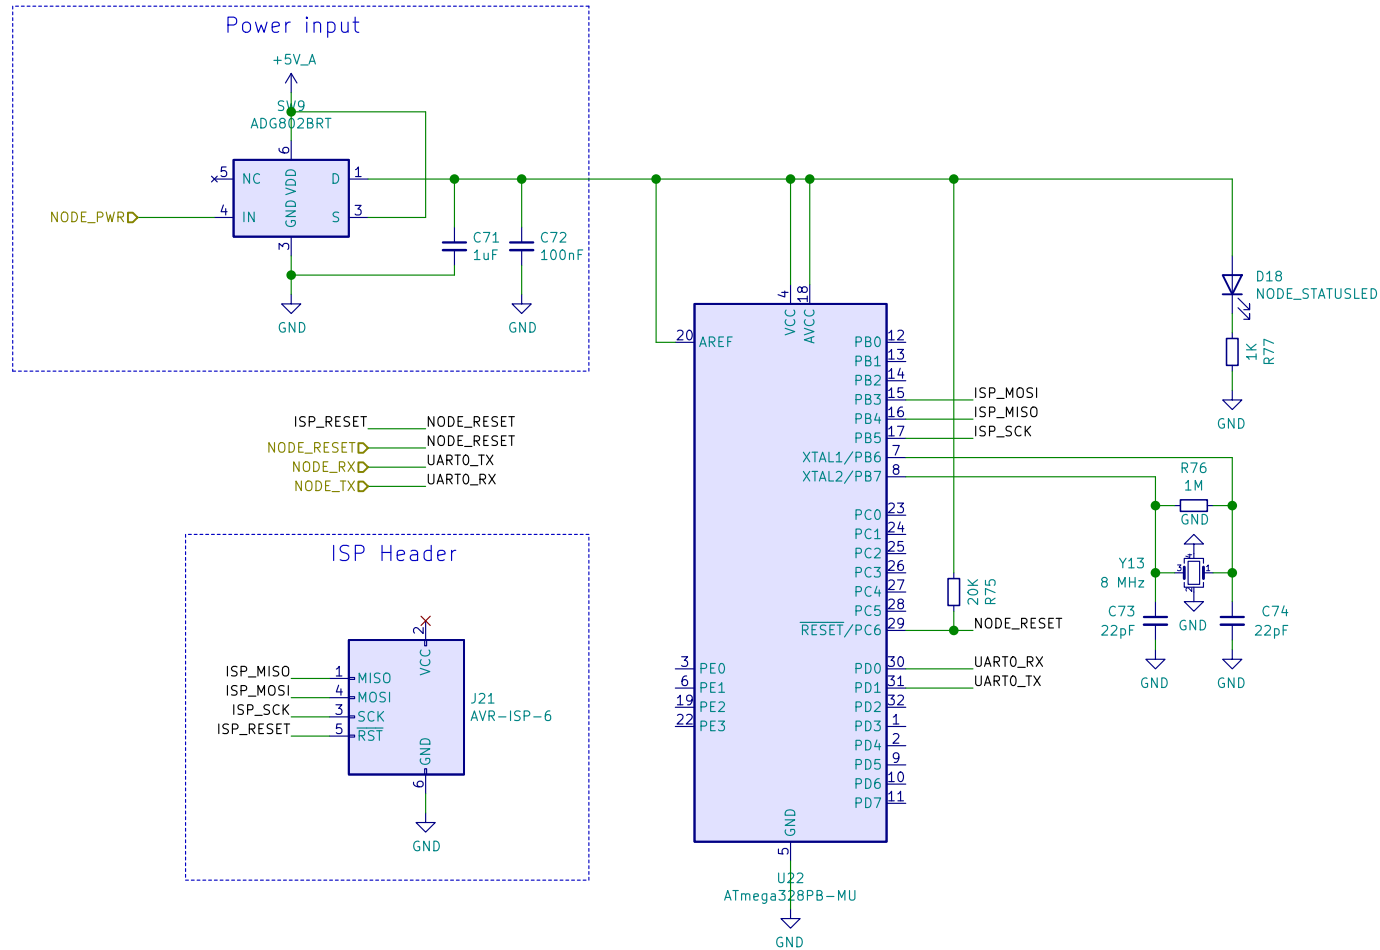 Power input
+5V_A
SW9
ADG802BRT
6
5 NC VDD D 1
NODE_PWR 4 IN GND S 3
3
C71
1uF
C72
100nF
GND
GND
ISP_RESET NODE_RESET
NODE_RESET NODE_RESET
NODE_RX UART0_TX
NODE_TX UART0_RX
ISP Header
2
VCC
ISP_MISO 1 MISO
ISP_MOSI 4 MOSI
ISP_SCK 3 SCK
ISP_RESET 5 RST
GND
6
J21
AVR-ISP-6
GND
4 18
VCC AVCC
20 AREF
3 PE0
6 PE1
19 PE2
22 PE3
PB0 12
PB1 13
PB2 14
PB3 15 ISP_MOSI
PB4 16 ISP_MISO
PB5 17 ISP_SCK
XTAL1/PB6 7
XTAL2/PB7 8
PC0 23
PC1 24
PC2 25
PC3 26
PC4 27
PC5 28
RESET/PC6 29 NODE_RESET
PD0 30 UART0_RX
PD1 31 UART0_TX
PD2 32
PD3 1
PD4 2
PD5 9
PD6 10
PD7 11
GND
5
U22
ATmega328PB-MU
GND
20K
R75
D18
NODE_STATUSLED
1K
R77
GND
R76
1M
GND
4
Y13
8 MHz
3 1
2
GND
C73
22pF
C74
22pF
GND
GND